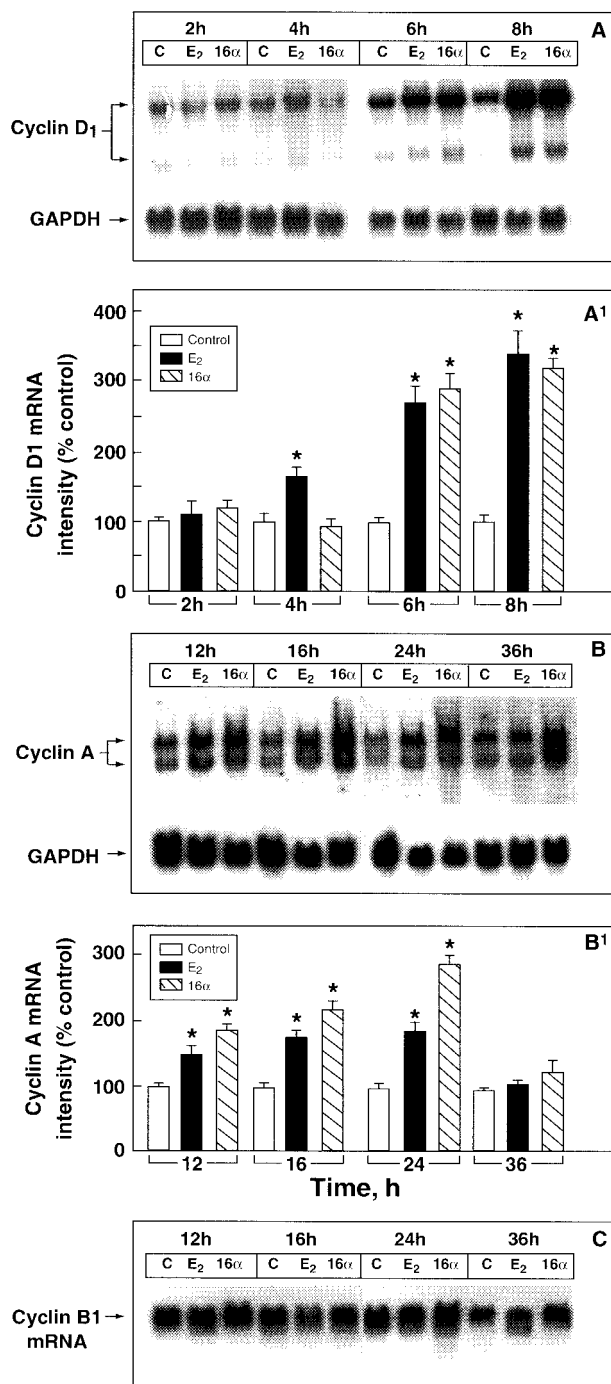 2h 4h 6h 8h A
C E₂ 16α C E₂ 16α C E₂ 16α C E₂ 16α
Cyclin D₁
GAPDH
A¹
Cyclin D1 mRNA
intensity (% control)
400
300
200
100
0
Control
E₂
16α
* * * * *
2h 4h 6h 8h
12h 16h 24h 36h B
C E₂ 16α C E₂ 16α C E₂ 16α C E₂ 16α
Cyclin A
GAPDH
B¹
Cyclin A mRNA
intensity (% control)
300
200
100
0
Control
E₂
16α
* * * * * *
12 16 24 36
Time, h
12h 16h 24h 36h C
C E₂ 16α C E₂ 16α C E₂ 16α C E₂ 16α
Cyclin B1
mRNA